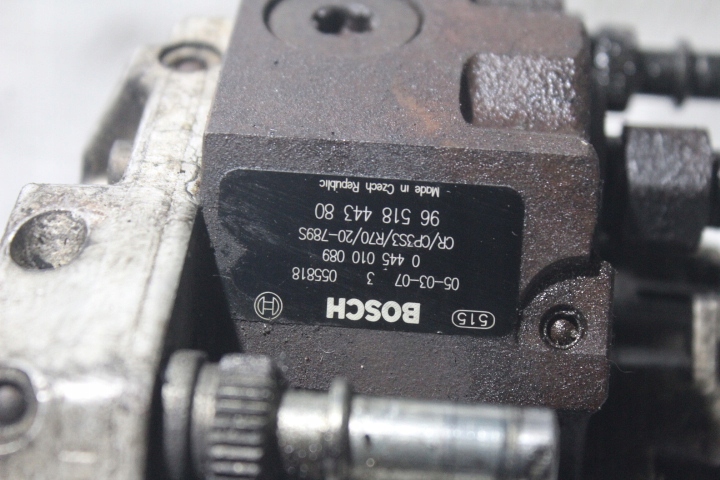 515 BOSCH
05-03-07 3 055818
0 445 010 089
CR/CP3S3/R70/20-789S
96 518 443 80
Made in Czech Republic